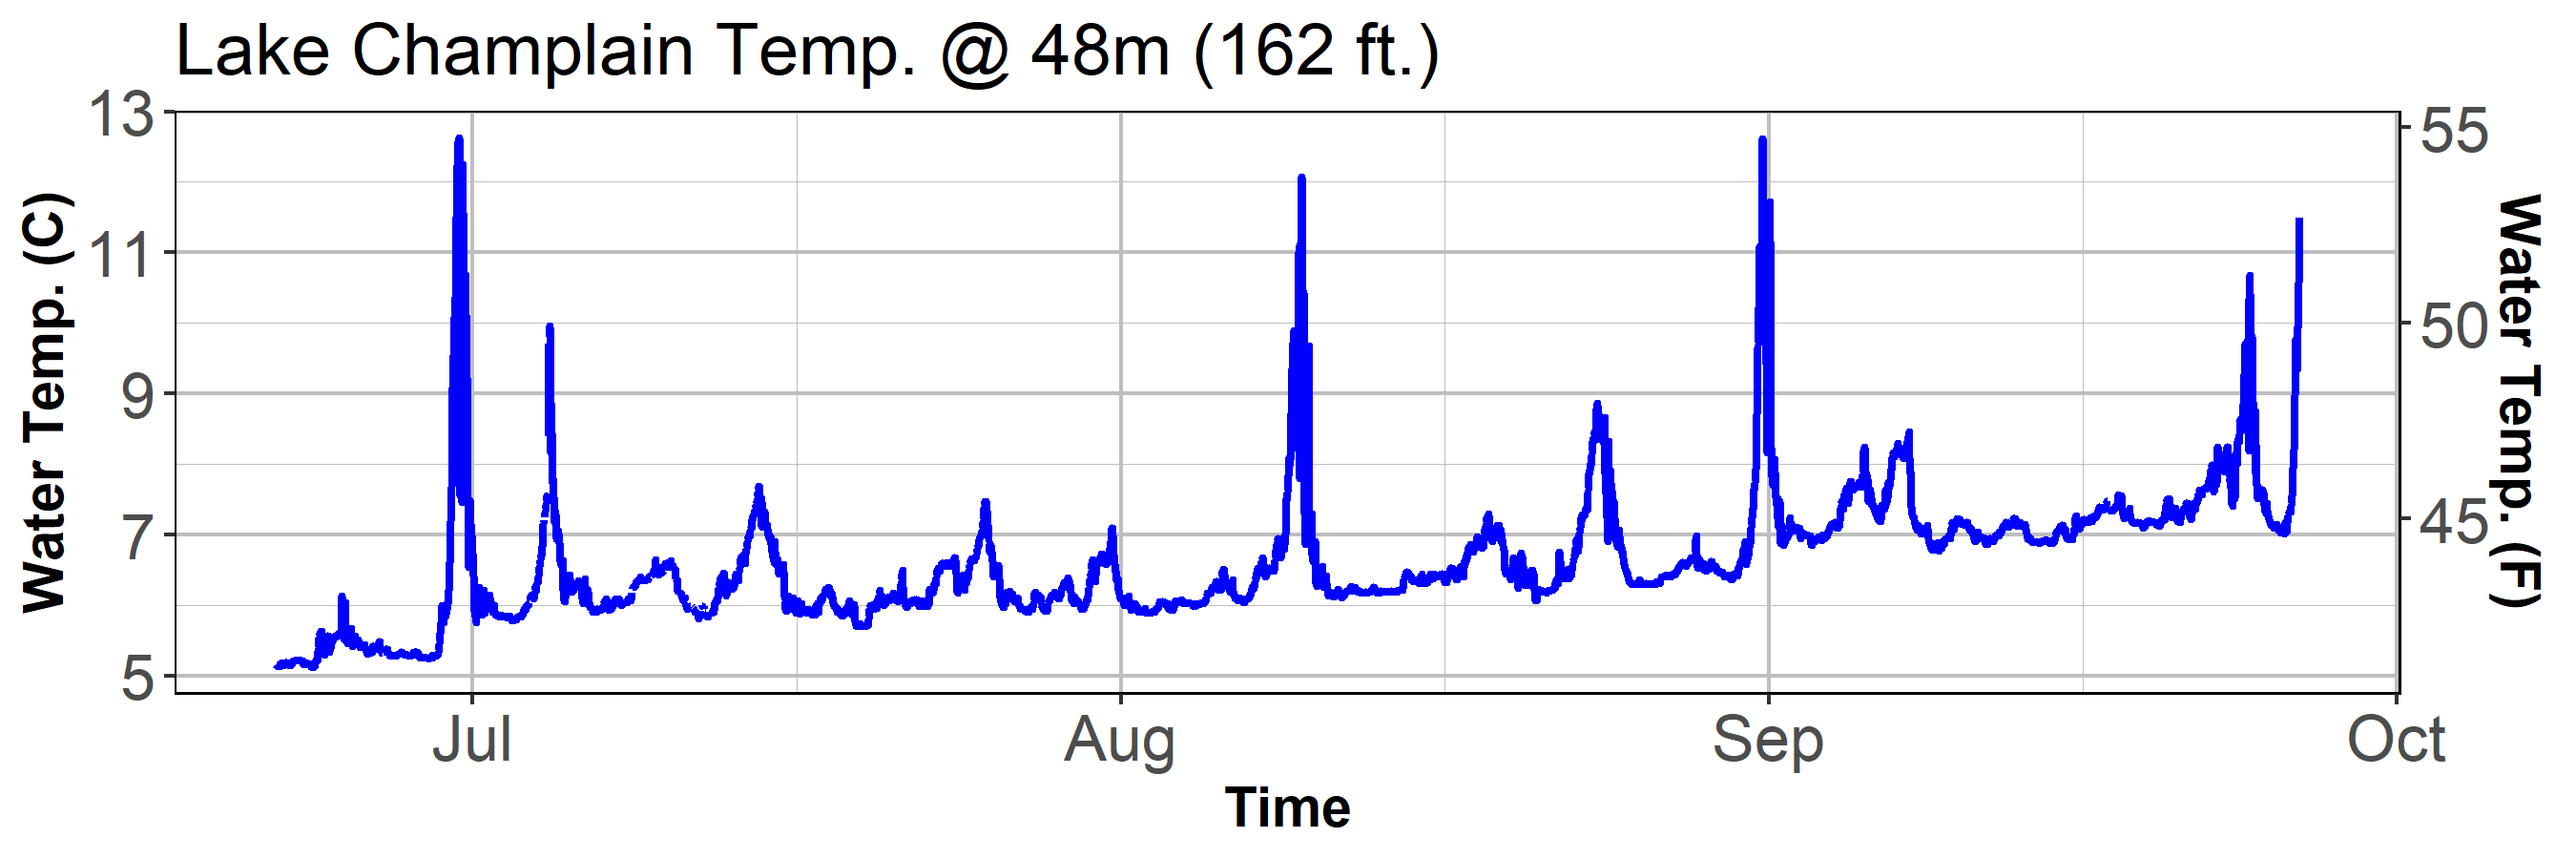 Lake Champlain Temp. @ 48m (162 ft.)
Water Temp. (C)
13
11
9
7
5
55
50
45
Water Temp. (F)
Jul Aug Sep Oct
Time